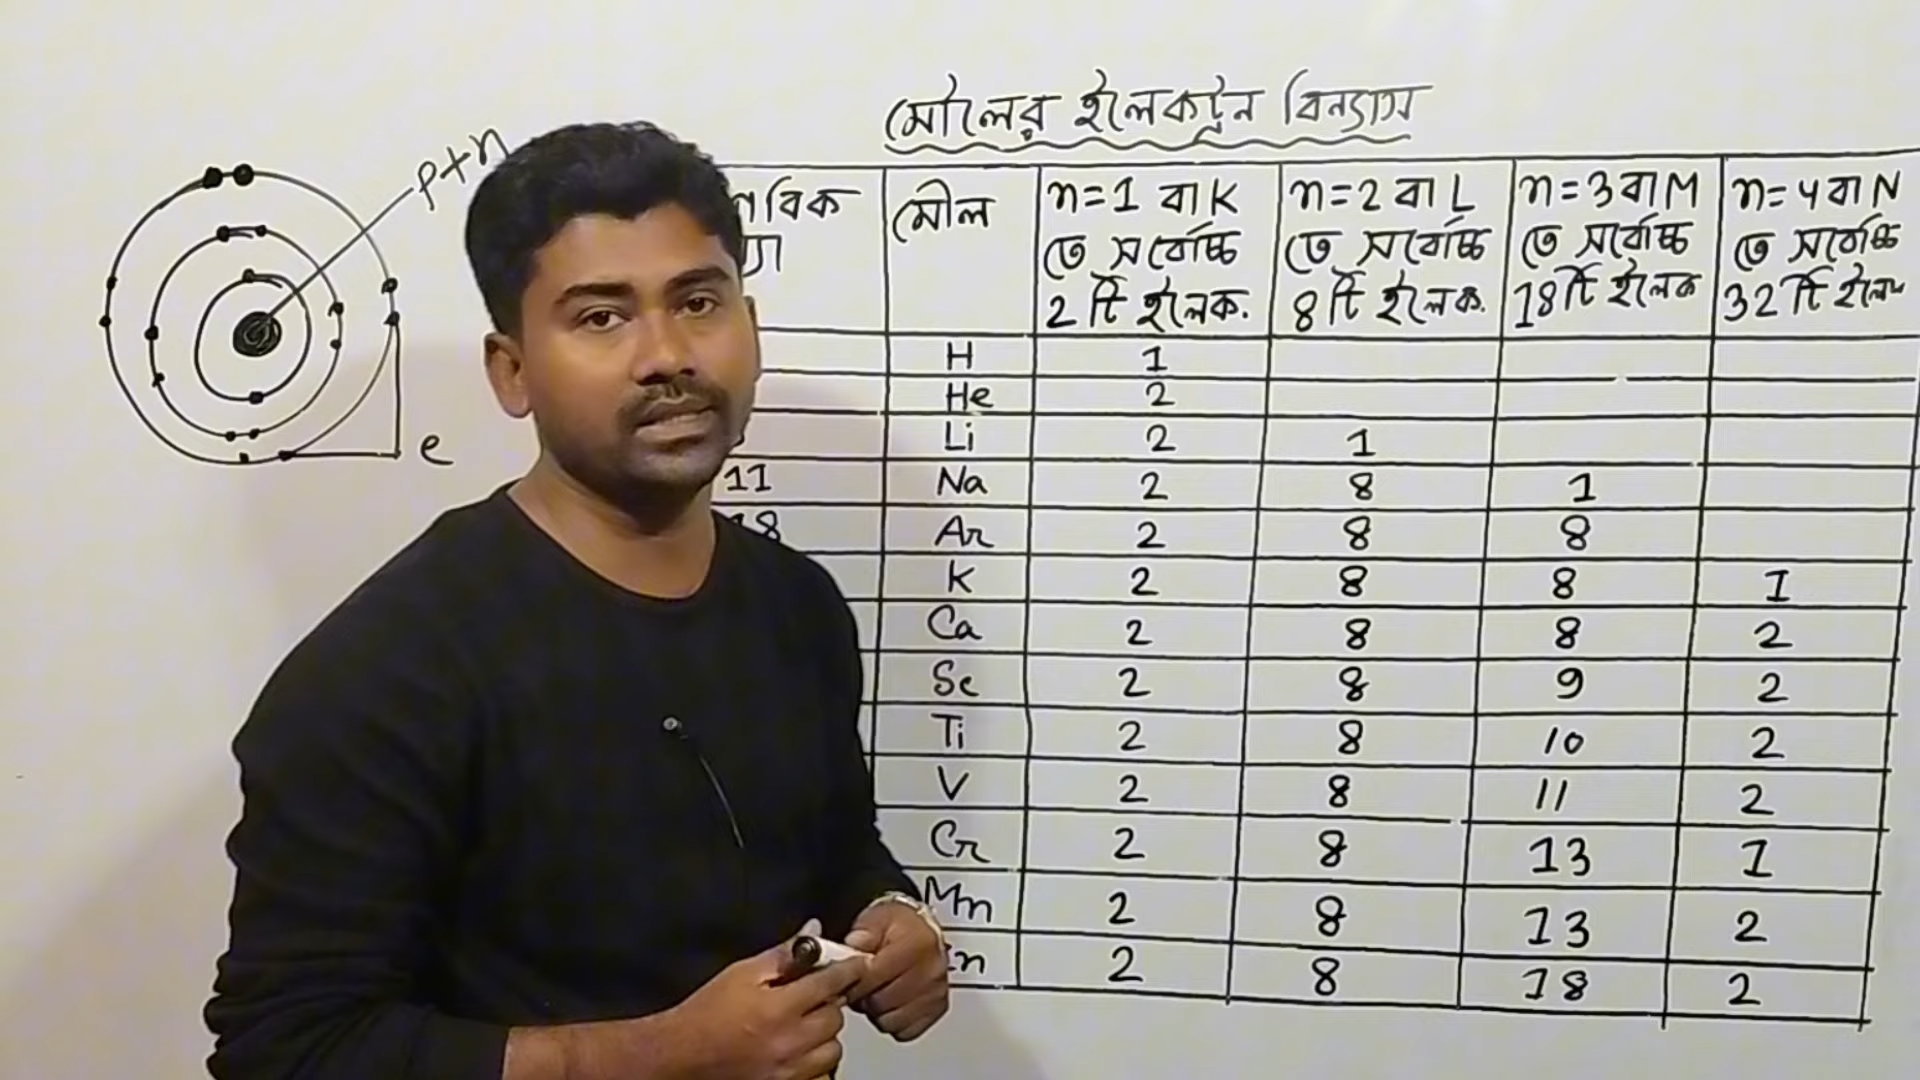 মৌলের ইলেকট্রন বিন্যাস
p+n
e
মৌল
n=1 বা K
তে সর্বোচ্চ
2 টি ইলেক.
n=2 বা L
তে সর্বোচ্চ
8 টি ইলেক.
n=3 বা M
তে সর্বোচ্চ
18 টি ইলেক
n=4 বা N
তে সর্বোচ্চ
32 টি
H 1
He 2
Li 2 1
11 Na 2 8 1
18 Ar 2 8 8
K 2 8 8 1
Ca 2 8 8 2
Sc 2 8 9 2
Ti 2 8 10 2
V 2 8 11 2
Cr 2 8 13 1
Mn 2 8 13 2
2 8 18 2